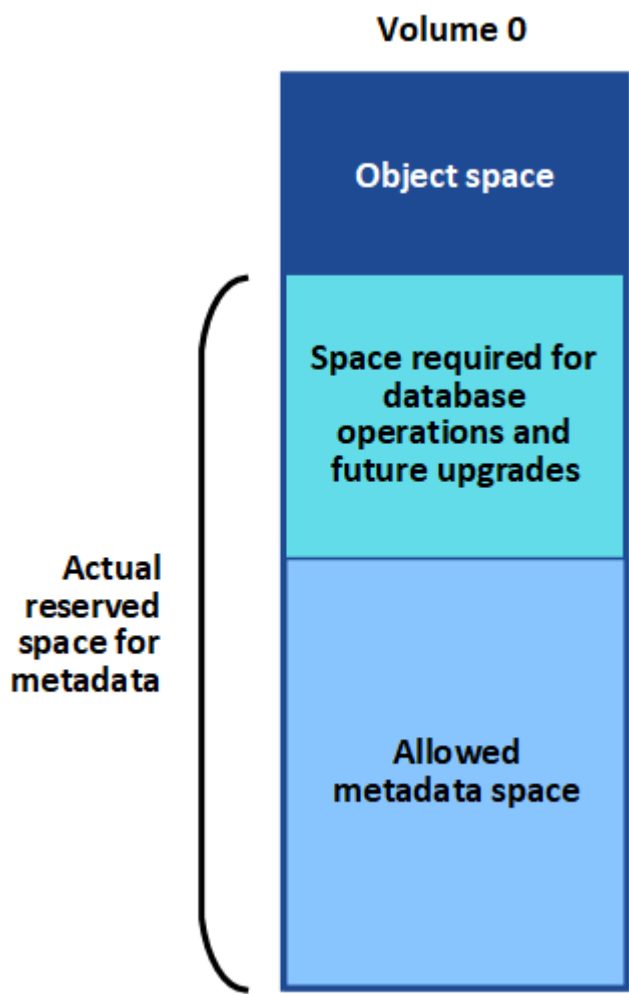 Volume 0
Object space
Space required for
database
operations and
future upgrades
Actual
reserved
space for
metadata
Allowed
metadata space